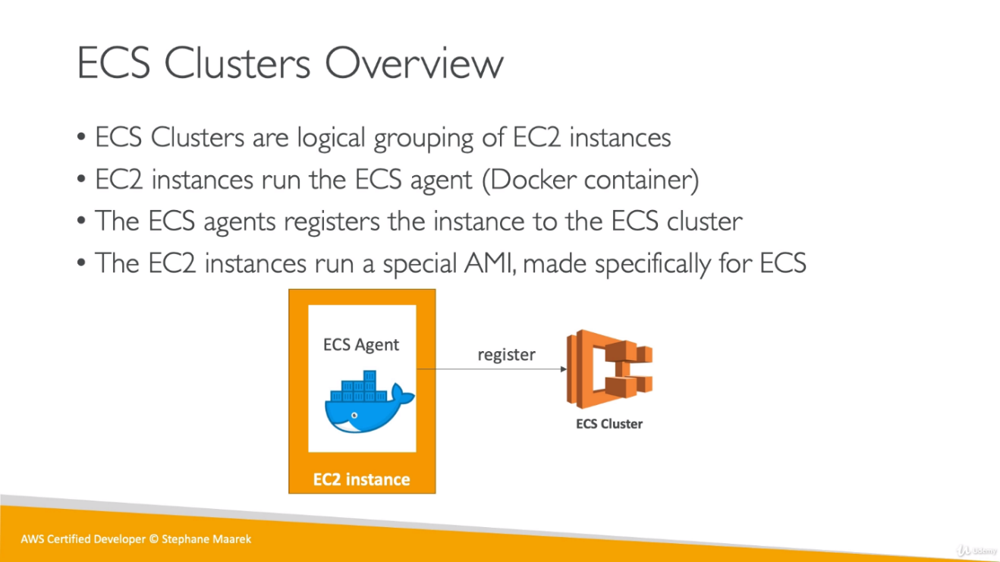 ECS Clusters Overview
• ECS Clusters are logical grouping of EC2 instances
• EC2 instances run the ECS agent (Docker container)
• The ECS agents registers the instance to the ECS cluster
• The EC2 instances run a special AMI, made specifically for ECS
ECS Agent
register
ECS Cluster
EC2 instance
AWS Certified Developer © Stephane Maarek
Udemy